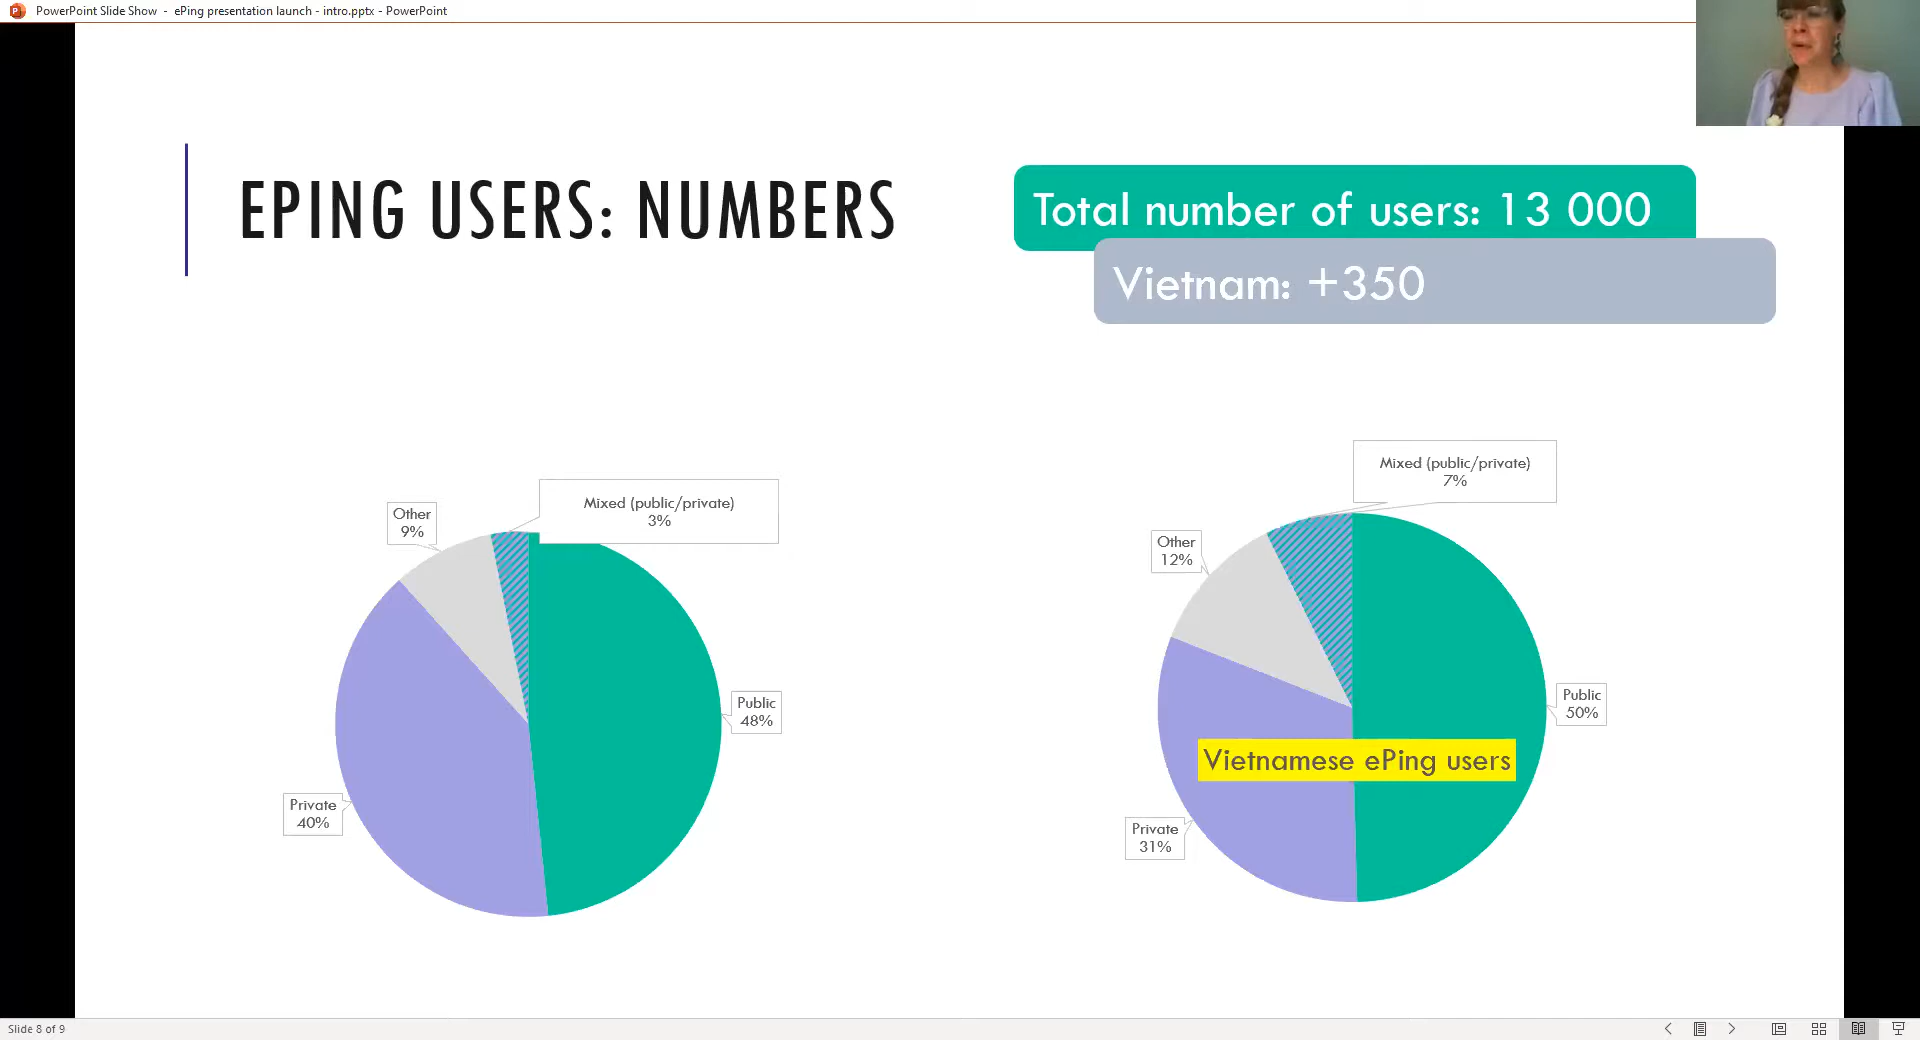 PowerPoint Slide Show - ePing presentation launch - intro.pptx - PowerPoint
EPING USERS: NUMBERS
Total number of users: 13 000
Vietnam: +350
Mixed (public/private)
3%
Other
9%
Public
48%
Private
40%
Mixed (public/private)
7%
Other
12%
Public
50%
Vietnamese ePing users
Private
31%
Slide 8 of 9